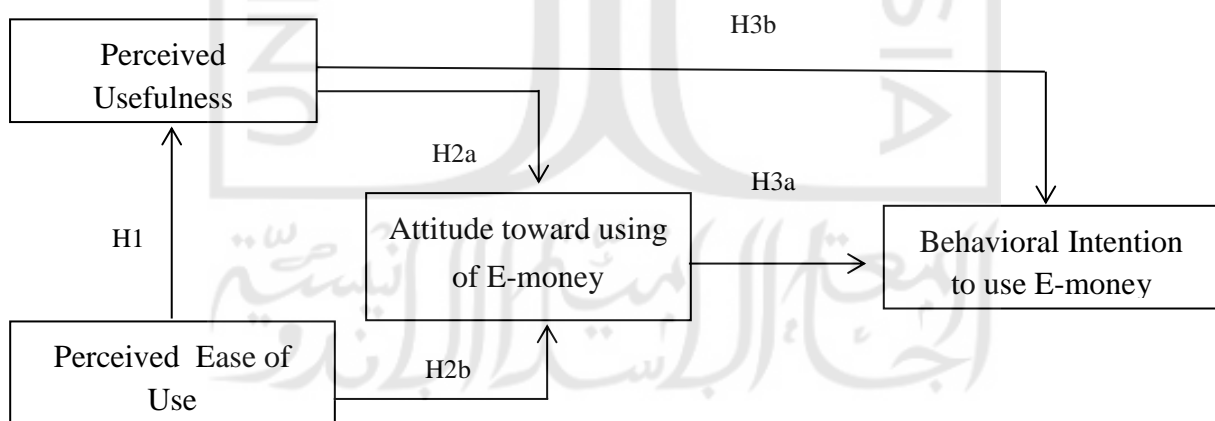 H3b
Perceived
Usefulness
H2a
H3a
Attitude toward using
of E-money
Behavioral Intention
to use E-money
H1
Perceived  Ease of
Use
H2b
SIA